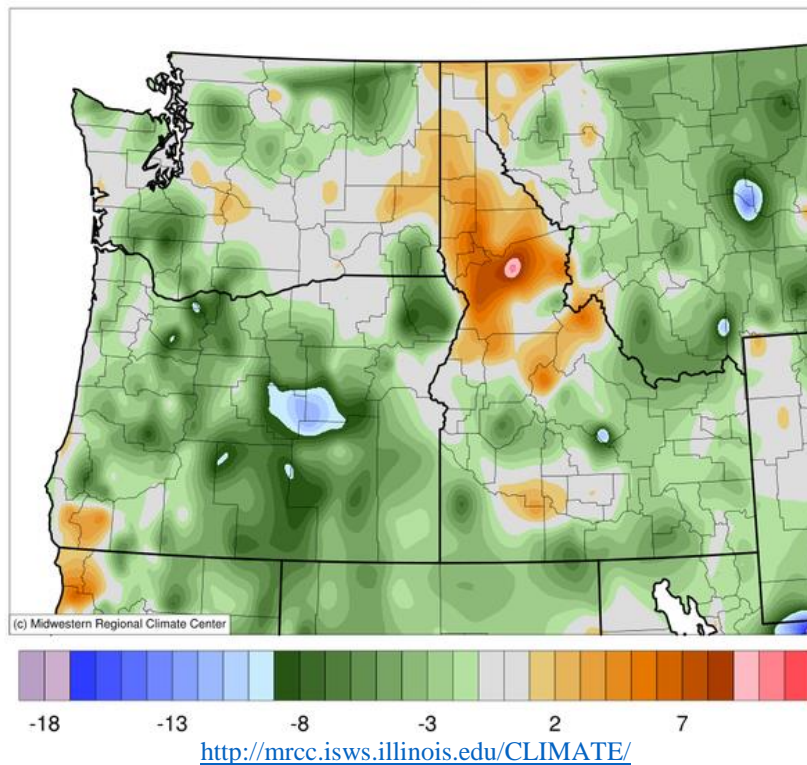 (c) Midwestern Regional Climate Center
-18 -13 -8 -3 2 7
http://mrcc.isws.illinois.edu/CLIMATE/